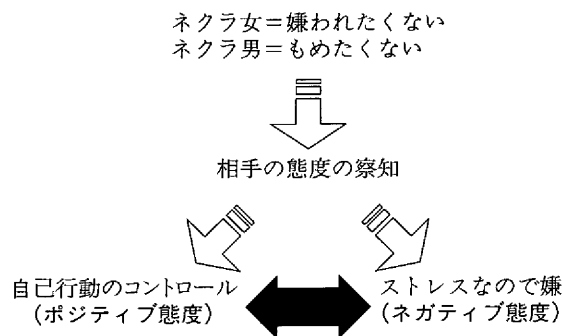 ネクラ女＝嫌われたくない
ネクラ男＝もめたくない
相手の態度の察知
自己行動のコントロール
(ポジティブ態度)
ストレスなので嫌
(ネガティブ態度)